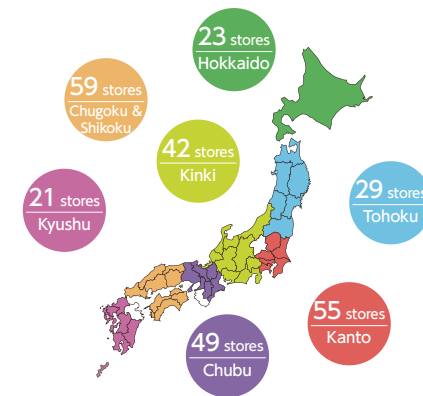 23 stores
Hokkaido
59 stores
Chugoku &
Shikoku
42 stores
Kinki
21 stores
Kyushu
29 stores
Tohoku
55 stores
Kanto
49 stores
Chubu